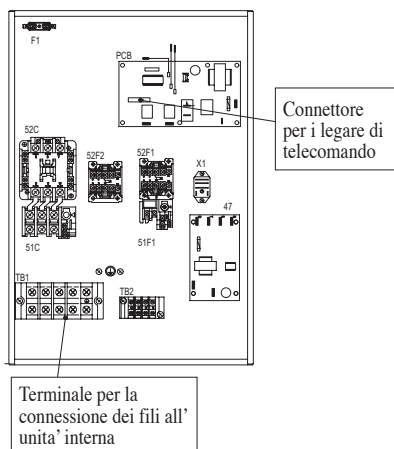 F1
PCB
Connettore
per i legare di
telecomando
52C
52F2
52F1
X1
47
51C
51F1
TB1
TB2
Terminale per la
connessione dei fili all'
unita' interna